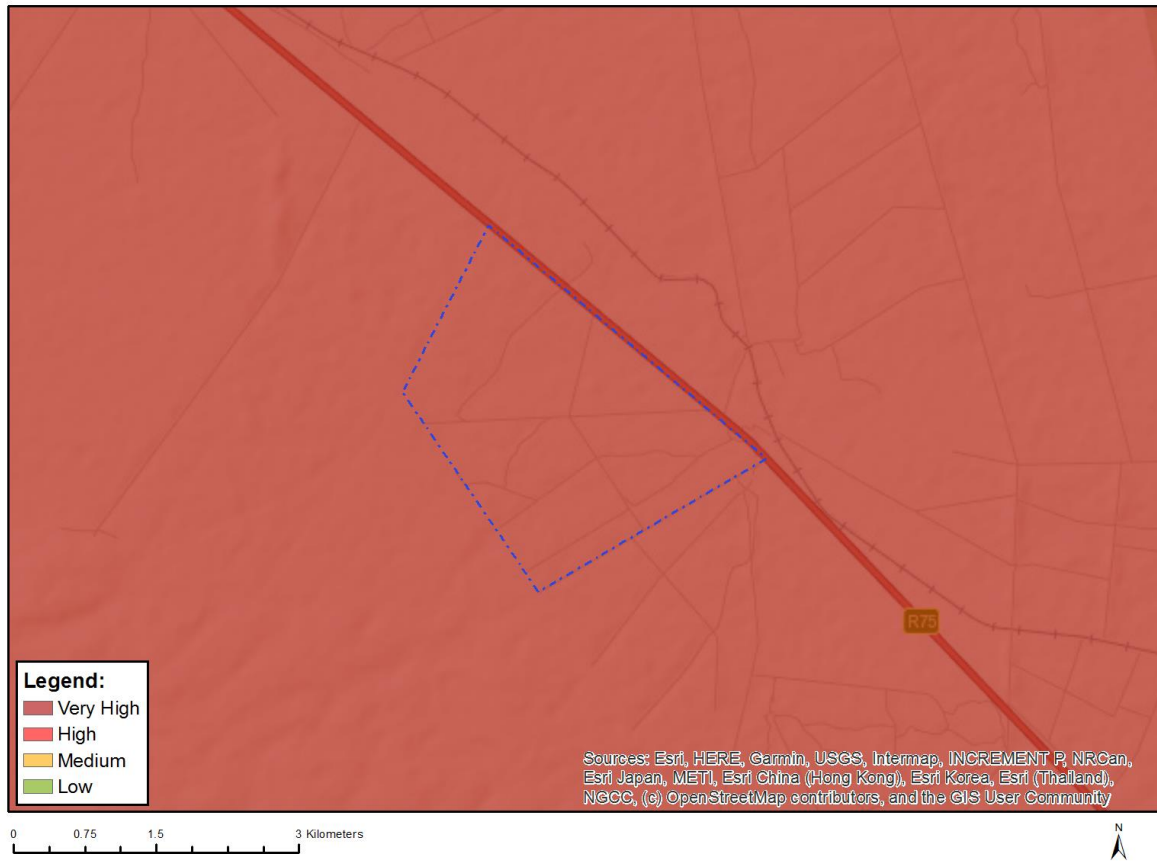 R75
Legend:
Very High
High
Medium
Low
Sources: Esri, HERE, Garmin, USGS, Intermap, INCREMENT P, NRCan,
Esri Japan, METI, Esri China (Hong Kong), Esri Korea, Esri (Thailand),
NGCC, (c) OpenStreetMap contributors, and the GIS User Community
0 0.75 1.5 3 Kilometers
N